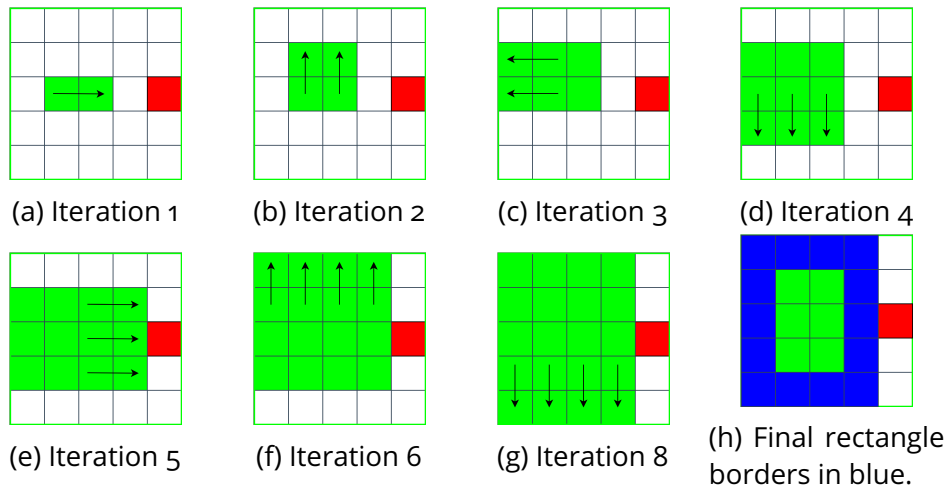 (a) Iteration 1
(b) Iteration 2
(c) Iteration 3
(d) Iteration 4
(e) Iteration 5
(f) Iteration 6
(g) Iteration 8
(h) Final rectangle
borders in blue.